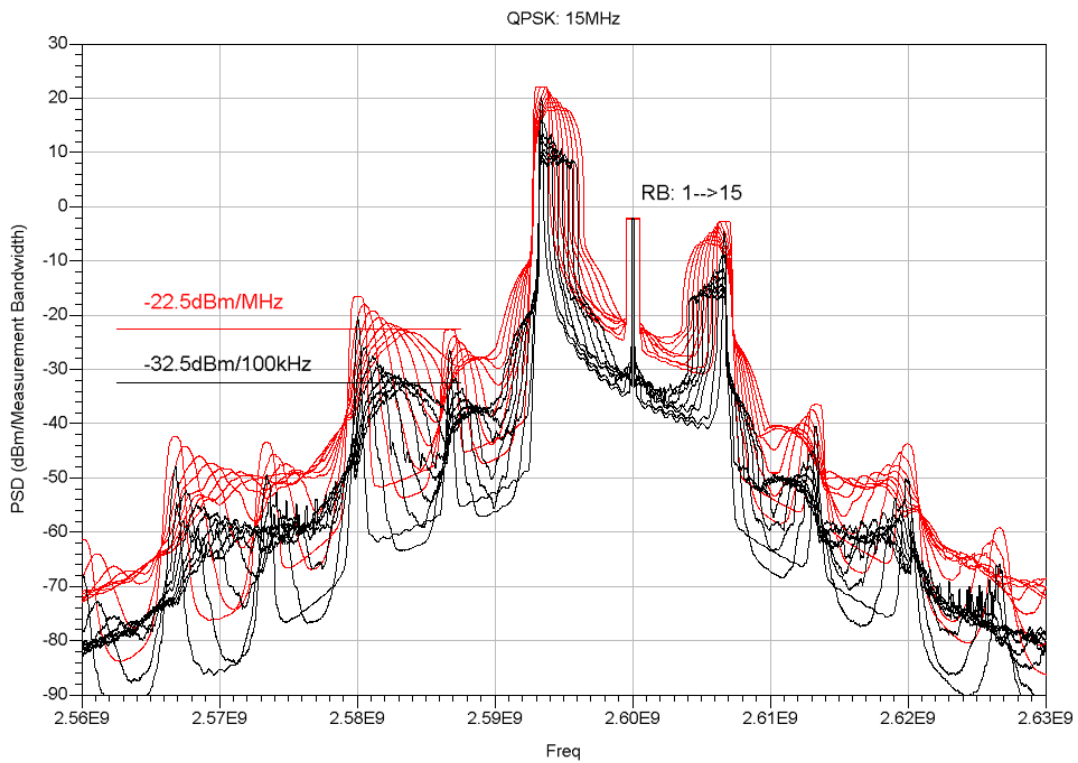 QPSK: 15MHz
30
20
10
0
-10
-20
-30
-40
-50
-60
-70
-80
-90
PSD (dBm/Measurement Bandwidth)
RB: 1-->15
-22.5dBm/MHz
-32.5dBm/100kHz
2.56E9 2.57E9 2.58E9 2.59E9 2.60E9 2.61E9 2.62E9 2.63E9
Freq